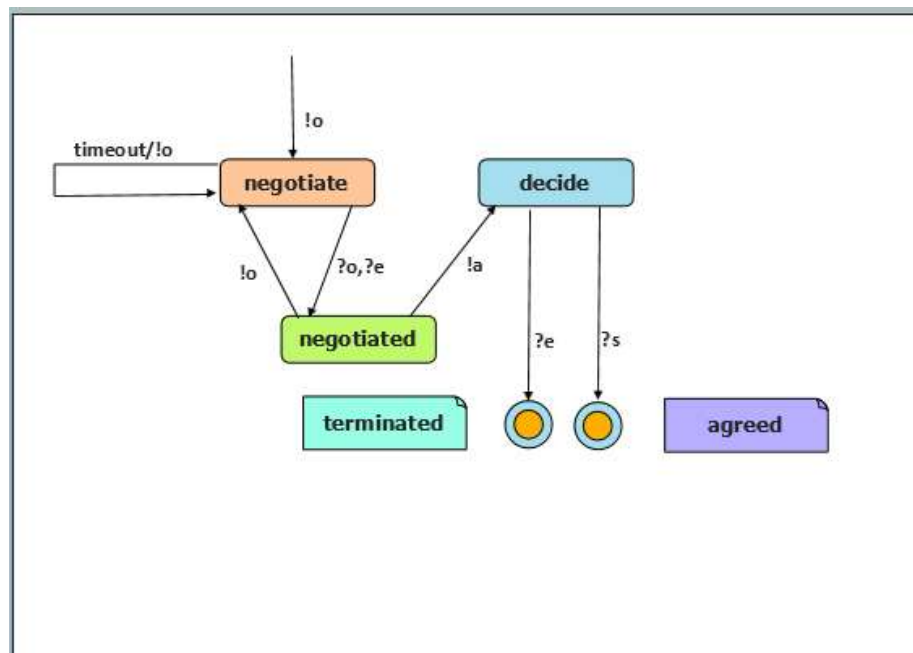 !o
timeout/!o
negotiate
decide
!o
?o,?e
!a
negotiated
?e
?s
terminated
agreed